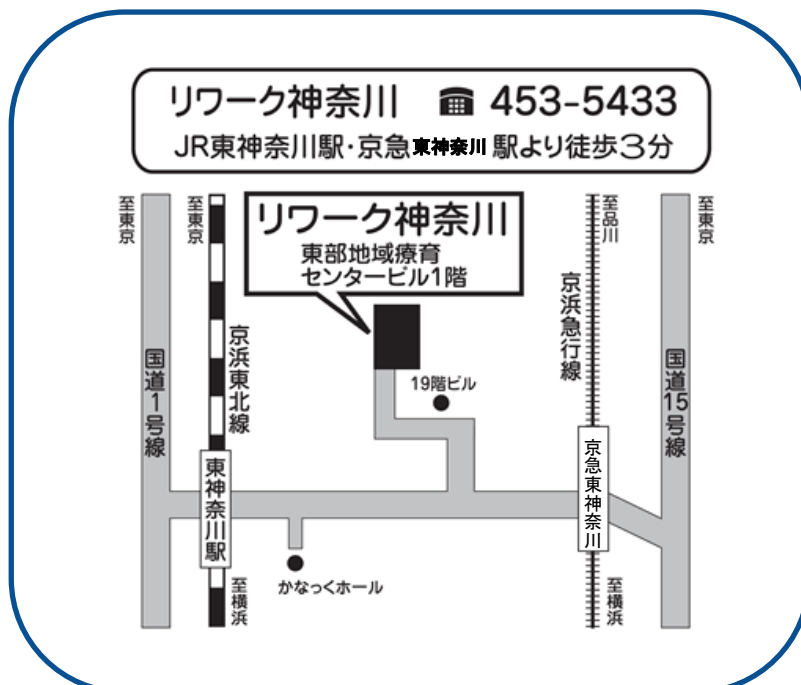 リワーク神奈川 ☎ 453-5433
JR東神奈川駅・京急東神奈川駅より徒歩3分
至東京
至東京
リワーク神奈川
東部地域療育
センタービル1階
至品川
至東京
国道1号線
京浜東北線
京浜急行線
国道15号線
19階ビル
東神奈川駅
京急東神奈川
かなっくホール
至横浜
至横浜